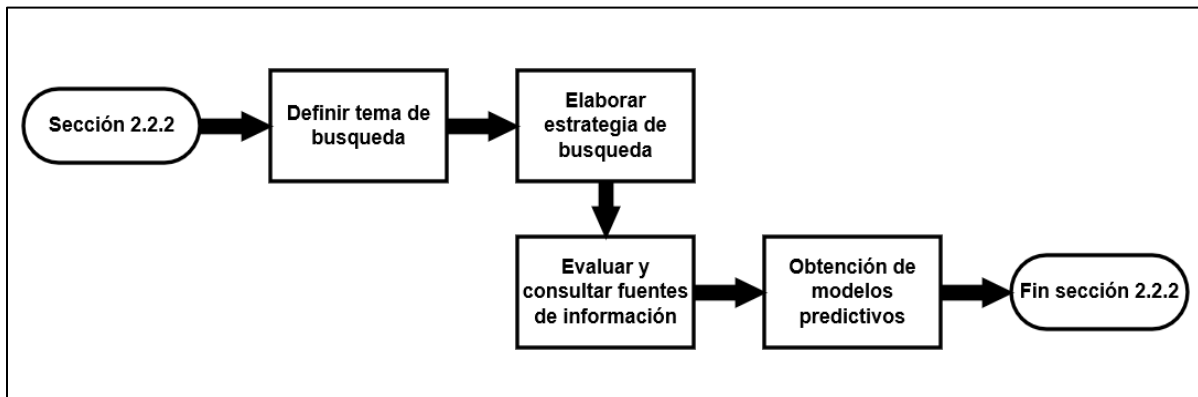 Sección 2.2.2
Definir tema de
busqueda
Elaborar
estrategia de
busqueda
Evaluar y
consultar fuentes
de información
Obtención de
modelos
predictivos
Fin sección 2.2.2